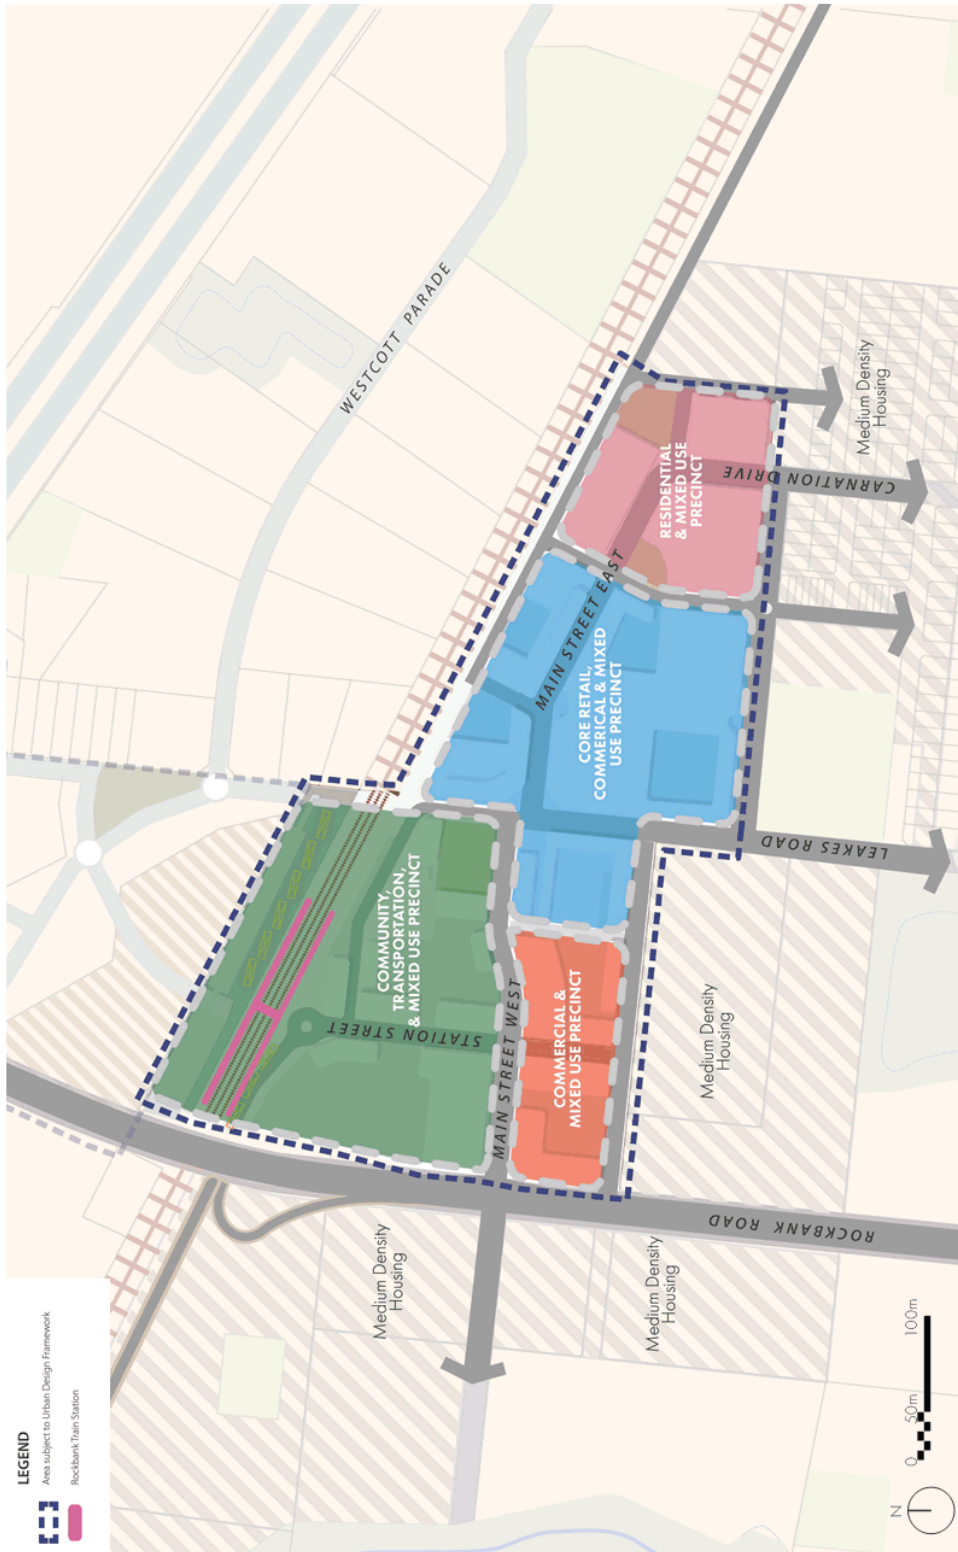 LEGEND
Area subject to Urban Design Framework
Rockbank Train Station
WESTCOTT PARADE
COMMUNITY,
TRANSPORTATION,
& MIXED USE PRECINCT
STATION STREET
MAIN STREET WEST
COMMERCIAL &
MIXED USE PRECINCT
MAIN STREET EAST
CORE RETAIL,
COMMERICAL & MIXED
USE PRECINCT
RESIDENTIAL
& MIXED USE
PRECINCT
CARNATION DRIVE
LEAKES ROAD
ROCKBANK ROAD
Medium Density
Housing
Medium Density
Housing
Medium Density
Housing
Medium Density
Housing
N
0
50m
100m